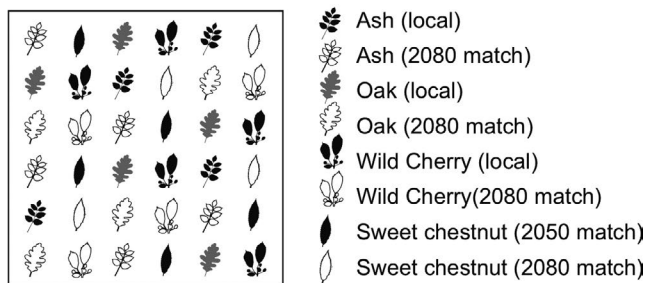 Ash (local)
Ash (2080 match)
Oak (local)
Oak (2080 match)
Wild Cherry (local)
Wild Cherry(2080 match)
Sweet chestnut (2050 match)
Sweet chestnut (2080 match)